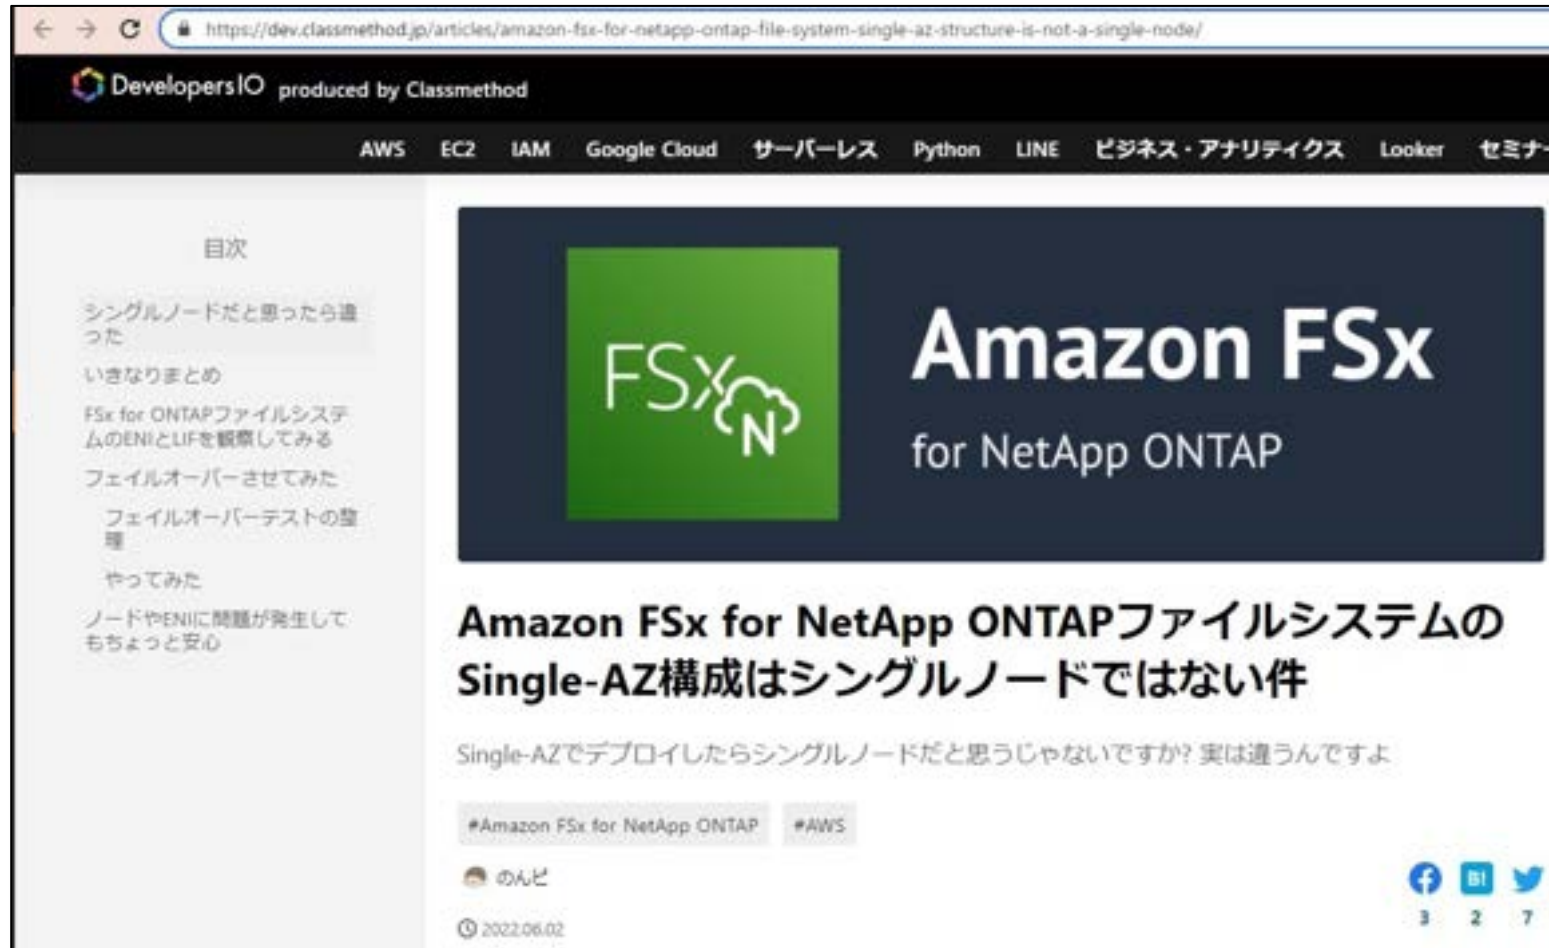 https://dev.classmethod.jp/articles/amazon-fsx-for-netapp-ontap-file-system-single-az-structure-is-not-a-single-node/
DevelopersIO produced by Classmethod
AWS EC2 IAM Google Cloud サーバーレス Python LINE ビジネス・アナリティクス Looker セミナー
目次
シングルノードだと思ったら違
った
いきなりまとめ
FSx for ONTAPファイルシステ
ムのENIとLIFを観察してみる
フェイルオーバーさせてみた
フェイルオーバーテストの整
理
やってみた
ノードやENIに問題が発生して
もちょっと安心
FSx
N
Amazon FSx
for NetApp ONTAP
Amazon FSx for NetApp ONTAPファイルシステムの
Single-AZ構成はシングルノードではない件
Single-AZでデプロイしたらシングルノードだと思うじゃないですか? 実は違うんですよ
#Amazon FSx for NetApp ONTAP #AWS
のんピ
2022.06.02
B!
3 2 7